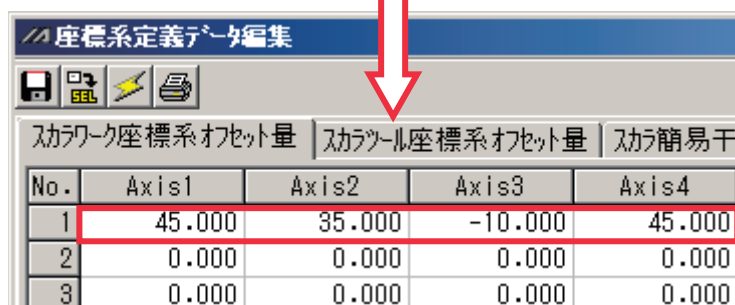 座標系定義ﾃﾞｰﾀ編集
SEL
ｽｶﾗﾜｰｸ座標系ｵﾌｾｯﾄ量 ｽｶﾗﾂｰﾙ座標系ｵﾌｾｯﾄ量 ｽｶﾗ簡易干
No. Axis1 Axis2 Axis3 Axis4
1 45.000 35.000 -10.000 45.000
2 0.000 0.000 0.000 0.000
3 0.000 0.000 0.000 0.000